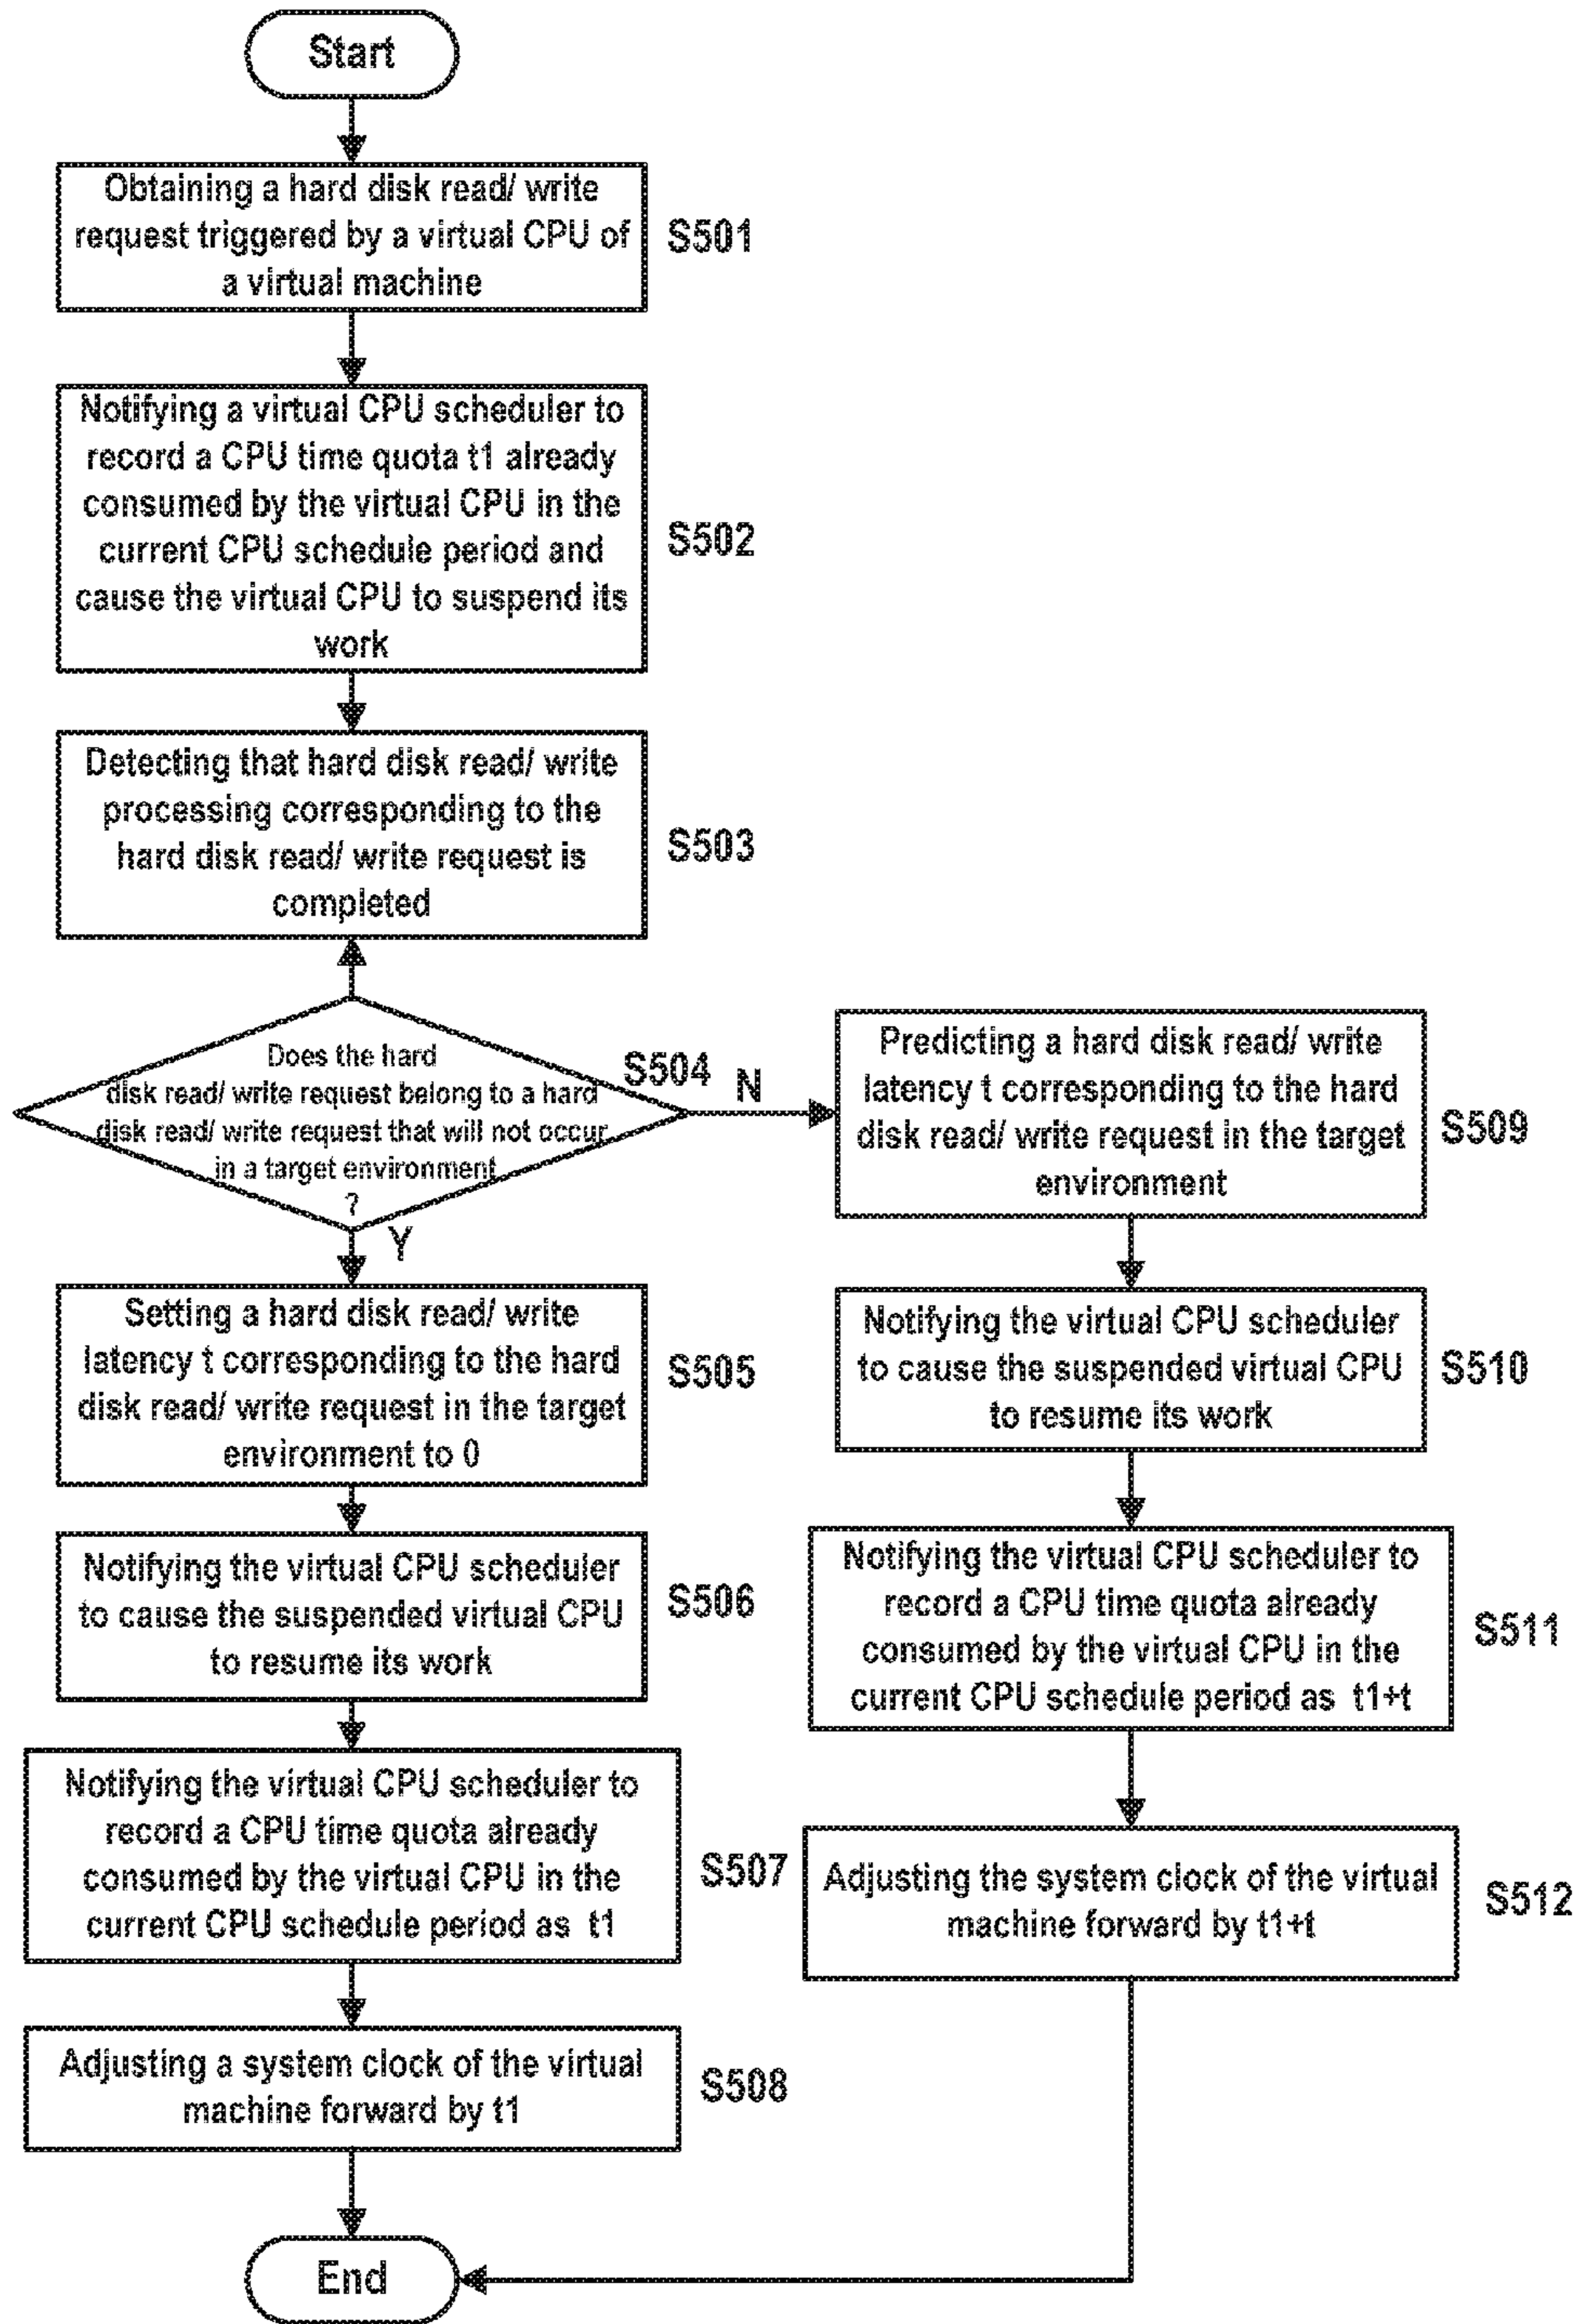 Start
Obtaining a hard disk read/ write
request triggered by a virtual CPU of
a virtual machine
S501
Notifying a virtual CPU scheduler to
record a CPU time quota t1 already
consumed by the virtual CPU in the
current CPU schedule period and
cause the virtual CPU to suspend its
work
S502
Detecting that hard disk read/ write
processing corresponding to the
hard disk read/ write request is
completed
S503
Does the hard
disk read/ write request belong to a hard
disk read/ write request that will not occur
in a target environment
?
S504
N
Y
Setting a hard disk read/ write
latency t corresponding to the hard
disk read/ write request in the target
environment to 0
S505
Notifying the virtual CPU scheduler
to cause the suspended virtual CPU
to resume its work
S506
Notifying the virtual CPU scheduler to
record a CPU time quota already
consumed by the virtual CPU in the
current CPU schedule period as t1
S507
Adjusting a system clock of the virtual
machine forward by t1
S508
Predicting a hard disk read/ write
latency t corresponding to the hard
disk read/ write request in the target
environment
S509
Notifying the virtual CPU scheduler
to cause the suspended virtual CPU
to resume its work
S510
Notifying the virtual CPU scheduler to
record a CPU time quota already
consumed by the virtual CPU in the
current CPU schedule period as t1+t
S511
Adjusting the system clock of the virtual
machine forward by t1+t
S512
End